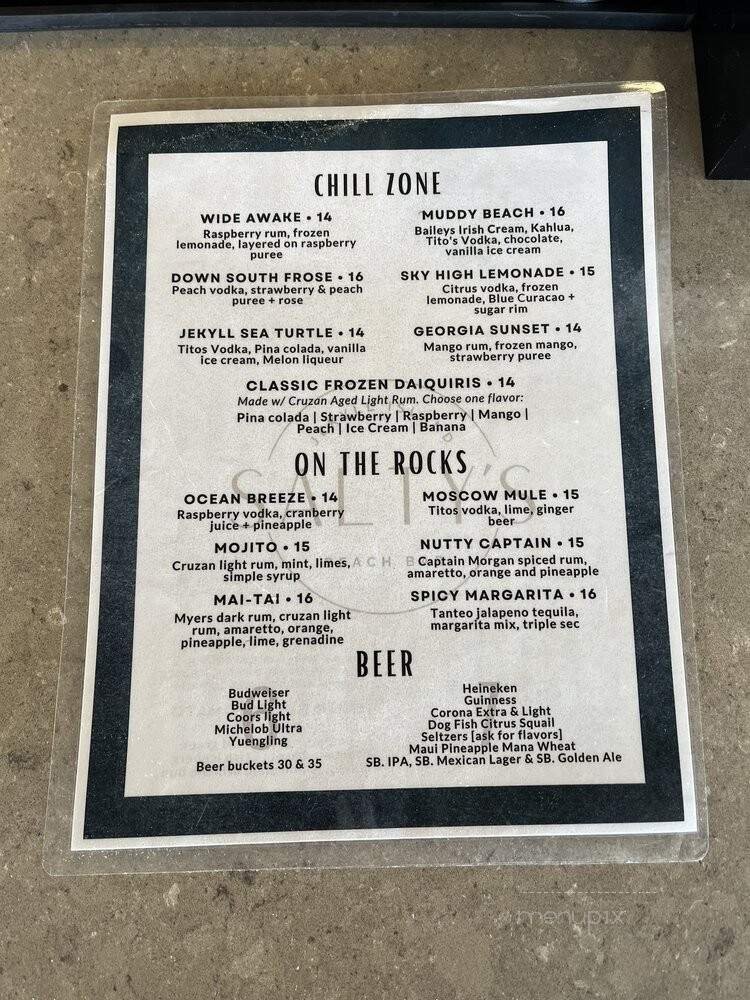 CHILL ZONE
WIDE AWAKE • 14
Raspberry rum, frozen
lemonade, layered on raspberry
puree
MUDDY BEACH • 16
Baileys Irish Cream, Kahlua,
Tito's Vodka, chocolate,
vanilla ice cream
DOWN SOUTH FROSE • 16
Peach vodka, strawberry & peach
puree + rose
SKY HIGH LEMONADE • 15
Citrus vodka, frozen
lemonade, Blue Curacao +
sugar rim
JEKYLL SEA TURTLE • 14
Titos Vodka, Pina colada, vanilla
ice cream, Melon liqueur
GEORGIA SUNSET • 14
Mango rum, frozen mango,
strawberry puree
CLASSIC FROZEN DAIQUIRIS • 14
Made w/ Cruzan Aged Light Rum. Choose one flavor:
Pina colada | Strawberry | Raspberry | Mango |
Peach | Ice Cream | Banana
SALTY'S
ON THE ROCKS
OCEAN BREEZE • 14
Raspberry vodka, cranberry
juice + pineapple
MOSCOW MULE • 15
Titos vodka, lime, ginger
beer
MOJITO • 15
Cruzan light rum, mint, limes,
simple syrup
NUTTY CAPTAIN • 15
Captain Morgan spiced rum,
amaretto, orange and pineapple
MAI-TAI • 16
Myers dark rum, cruzan light
rum, amaretto, orange,
pineapple, lime, grenadine
SPICY MARGARITA • 16
Tanteo jalapeno tequila,
margarita mix, triple sec
BEER
Budweiser
Bud Light
Coors light
Michelob Ultra
Yuengling
Beer buckets 30 & 35
Heineken
Guinness
Corona Extra & Light
Dog Fish Citrus Squail
Seltzers [ask for flavors]
Maui Pineapple Mana Wheat
SB. IPA, SB. Mexican Lager & SB. Golden Ale
menupix